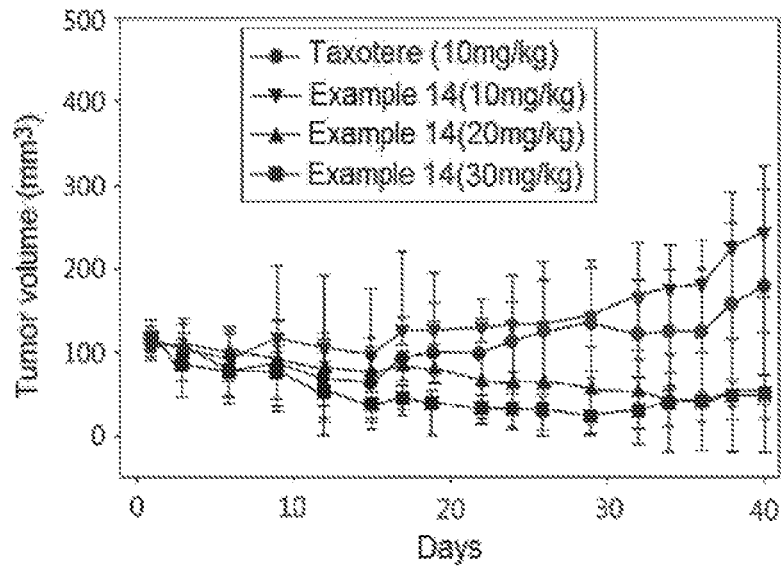 500
400
300
200
100
0
Tumor volume (mm³)
Taxotere (10mg/kg)
Example 14(10mg/kg)
Example 14(20mg/kg)
Example 14(30mg/kg)
0 10 20 30 40
Days